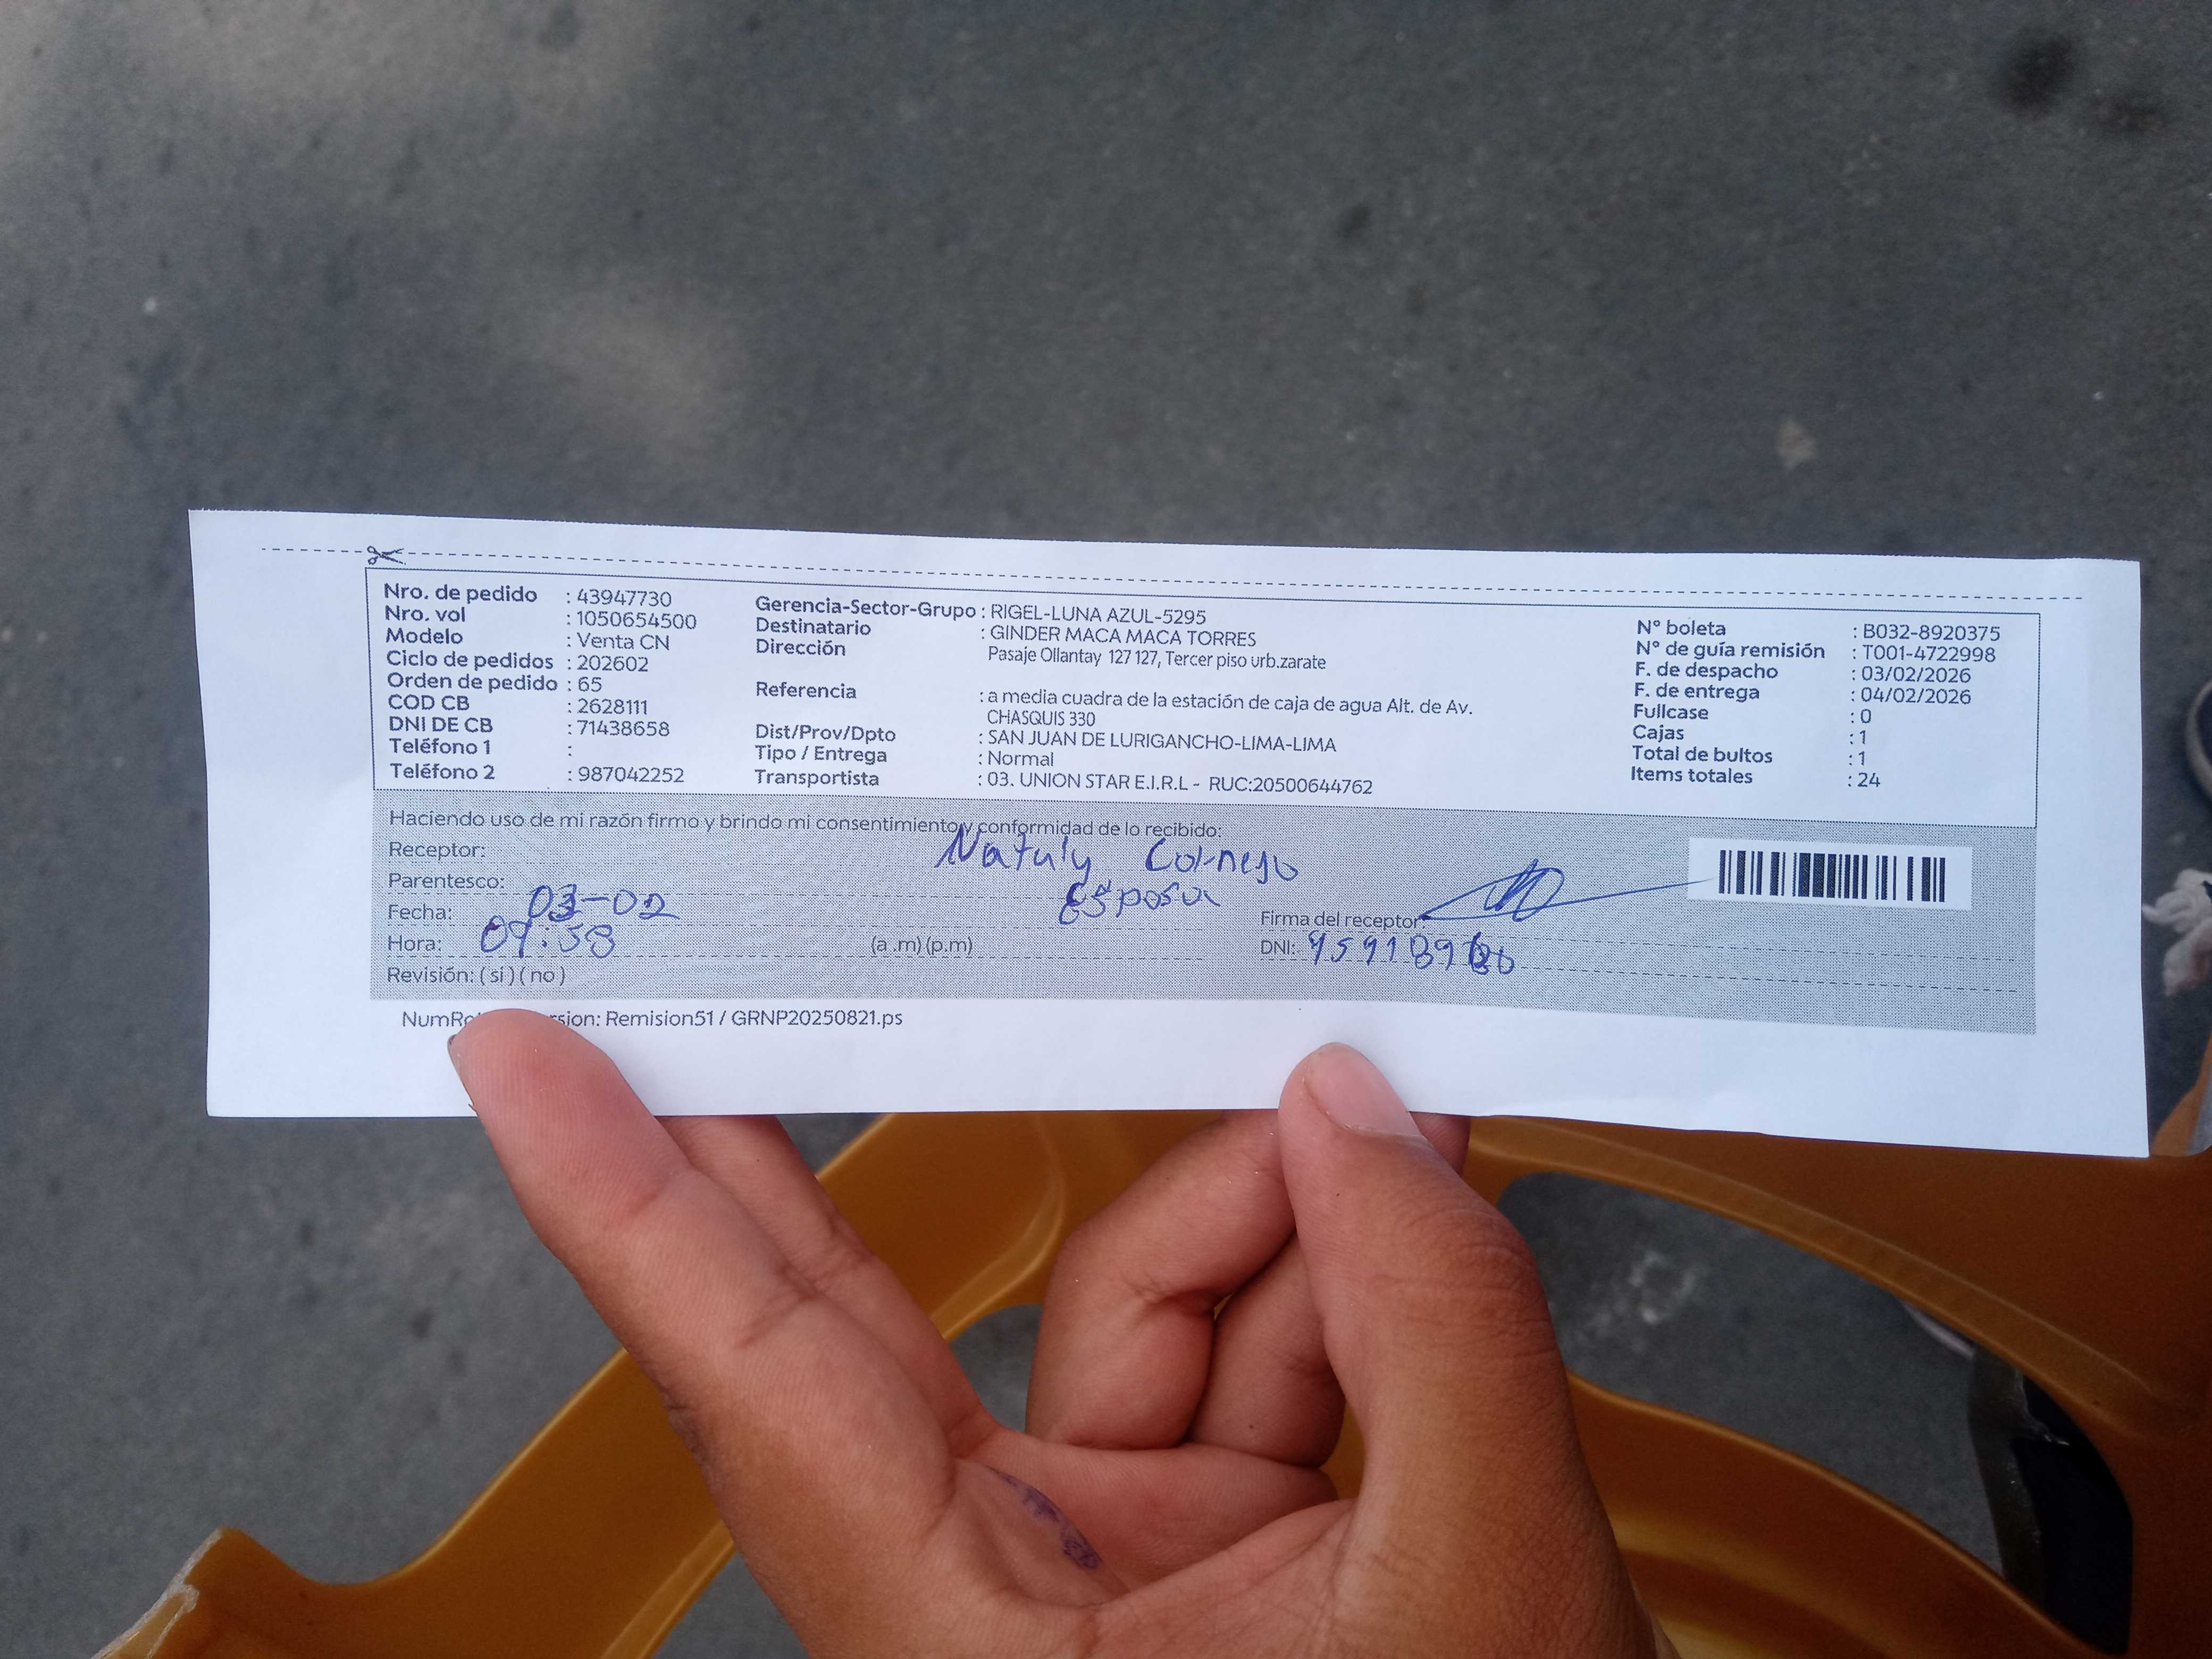 Nro. de pedido : 43947730
Nro. vol : 1050654500
Modelo : Venta CN
Ciclo de pedidos : 202602
Orden de pedido : 65
COD CB : 2628111
DNI DE CB : 71438658
Teléfono 1 :
Teléfono 2 : 987042252
Gerencia-Sector-Grupo : RIGEL-LUNA AZUL-5295
Destinatario : GINDER MACA MACA TORRES
Dirección Pasaje Ollantay 127 127, Tercer piso urb.zarate
Referencia : a media cuadra de la estación de caja de agua Alt. de Av.
CHASQUIS 330
Dist/Prov/Dpto : SAN JUAN DE LURIGANCHO-LIMA-LIMA
Tipo / Entrega : Normal
Transportista : 03. UNION STAR E.I.R.L - RUC:20500644762
N° boleta : B032-8920375
N° de guía remisión : T001-4722998
F. de despacho : 03/02/2026
F. de entrega : 04/02/2026
Fullcase : 0
Cajas : 1
Total de bultos : 1
Items totales : 24
Haciendo uso de mi razón firmo y brindo mi consentimiento y conformidad de lo recibido:
Receptor: Nataly Cornejo
Parentesco: Esposa
Fecha: 03-02
Firma del receptor:
Hora: 09:58 (a .m) (p.m)
DNI:
Revisión: ( si ) ( no )
Remision51 / GRNP20250821.ps